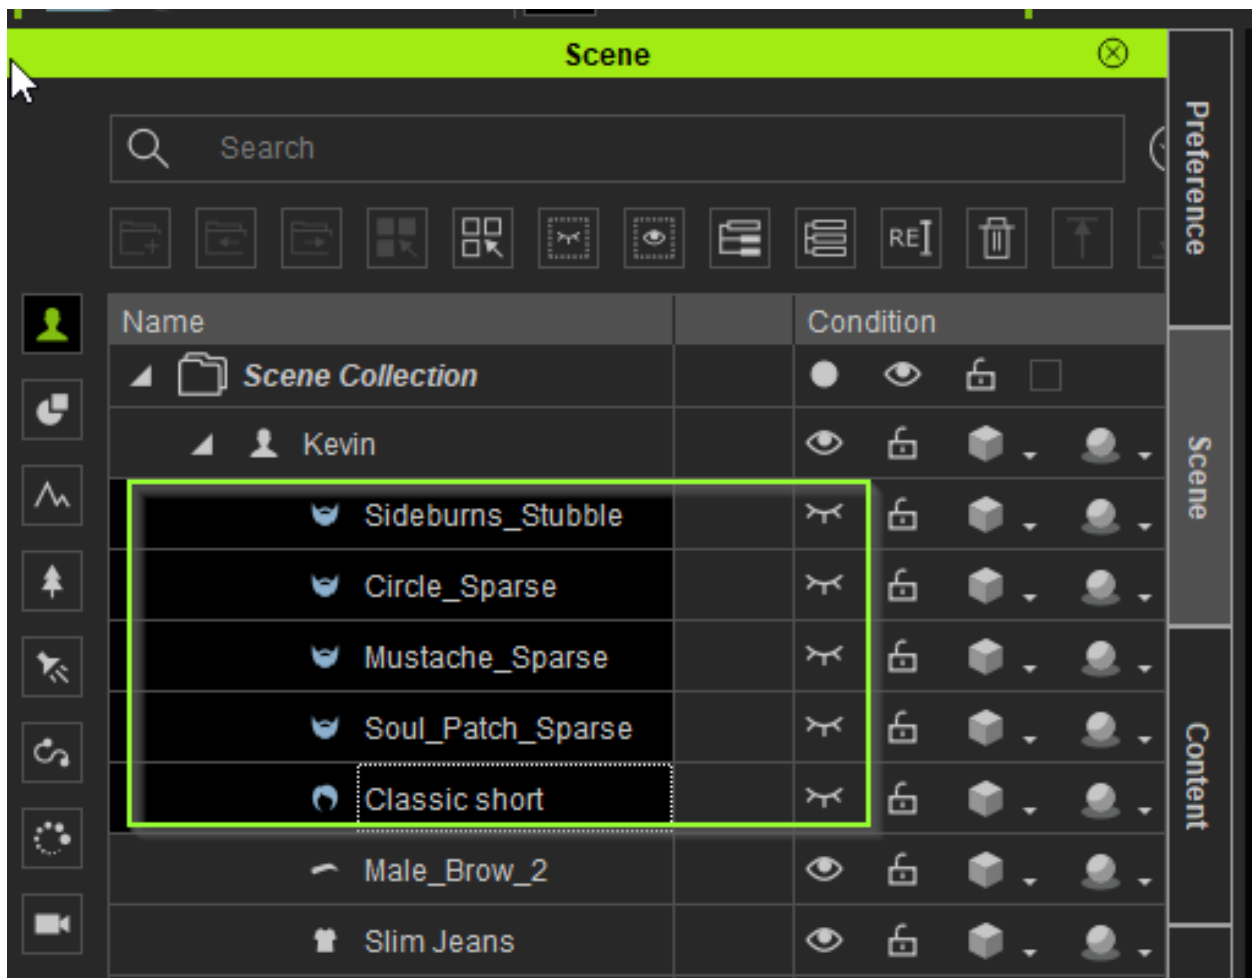 Scene
Search
RE
Name Condition
Scene Collection
Kevin
Sideburns_Stubble
Circle_Sparse
Mustache_Sparse
Soul_Patch_Sparse
Classic short
Male_Brow_2
Slim Jeans
Preference
Scene
Content